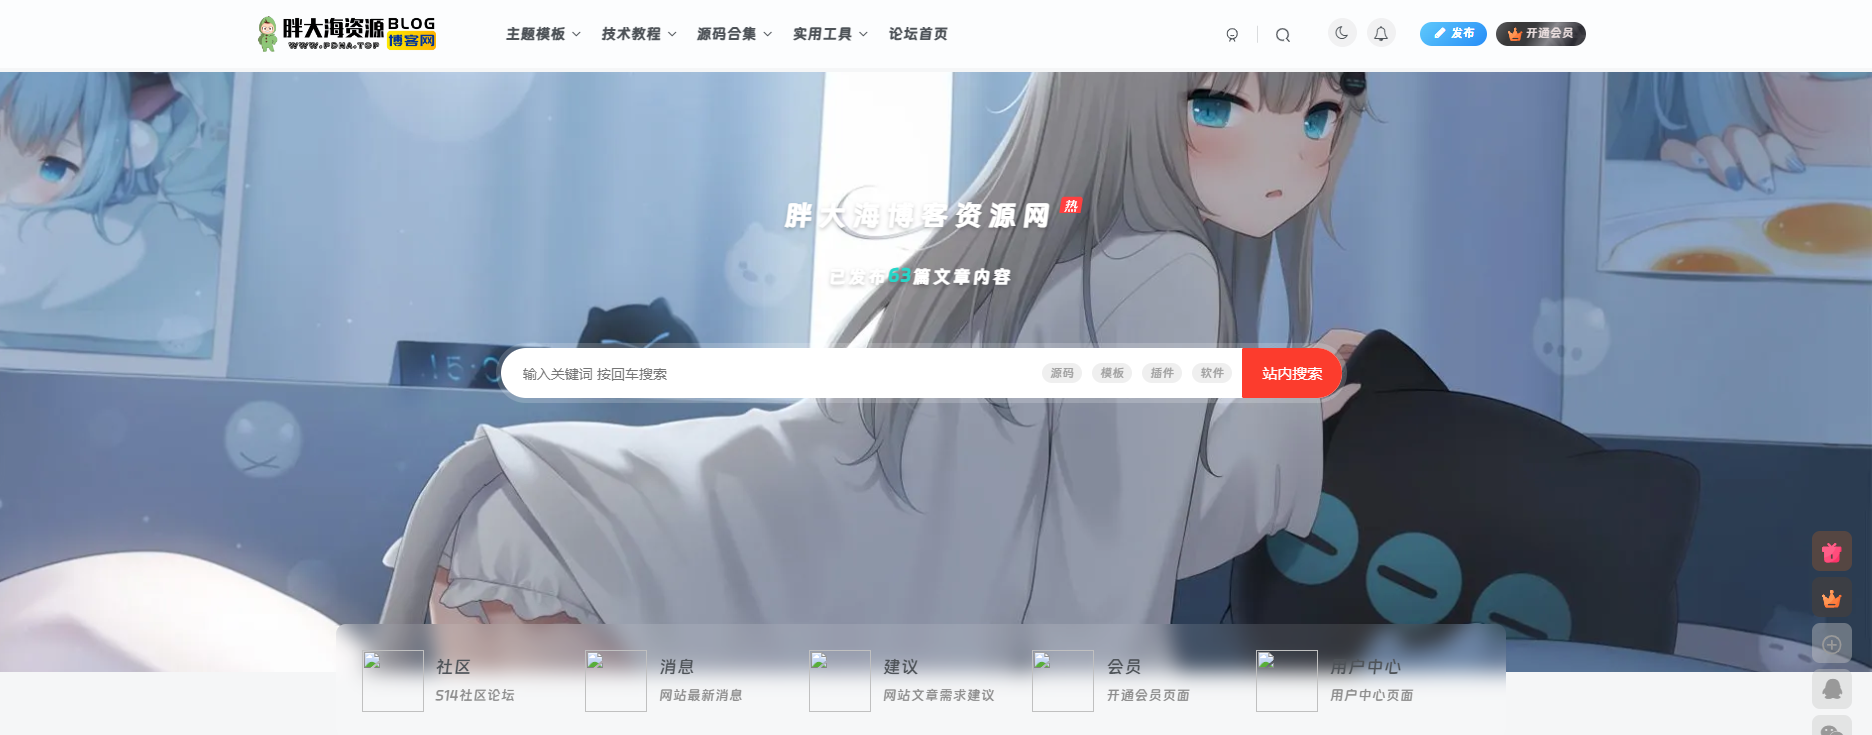 胖大海资源BLOG
WWW.PDNA.TOP 博客网
主题模板 技术教程 源码合集 实用工具 论坛首页
发布 开通会员
胖大海博客资源网 热
已发布63篇文章内容
输入关键词 按回车搜索 源码 模板 插件 软件 站内搜索
社区 消息 建议 会员 用户中心
S14社区论坛 网站最新消息 网站文章需求建议 开通会员页面 用户中心页面